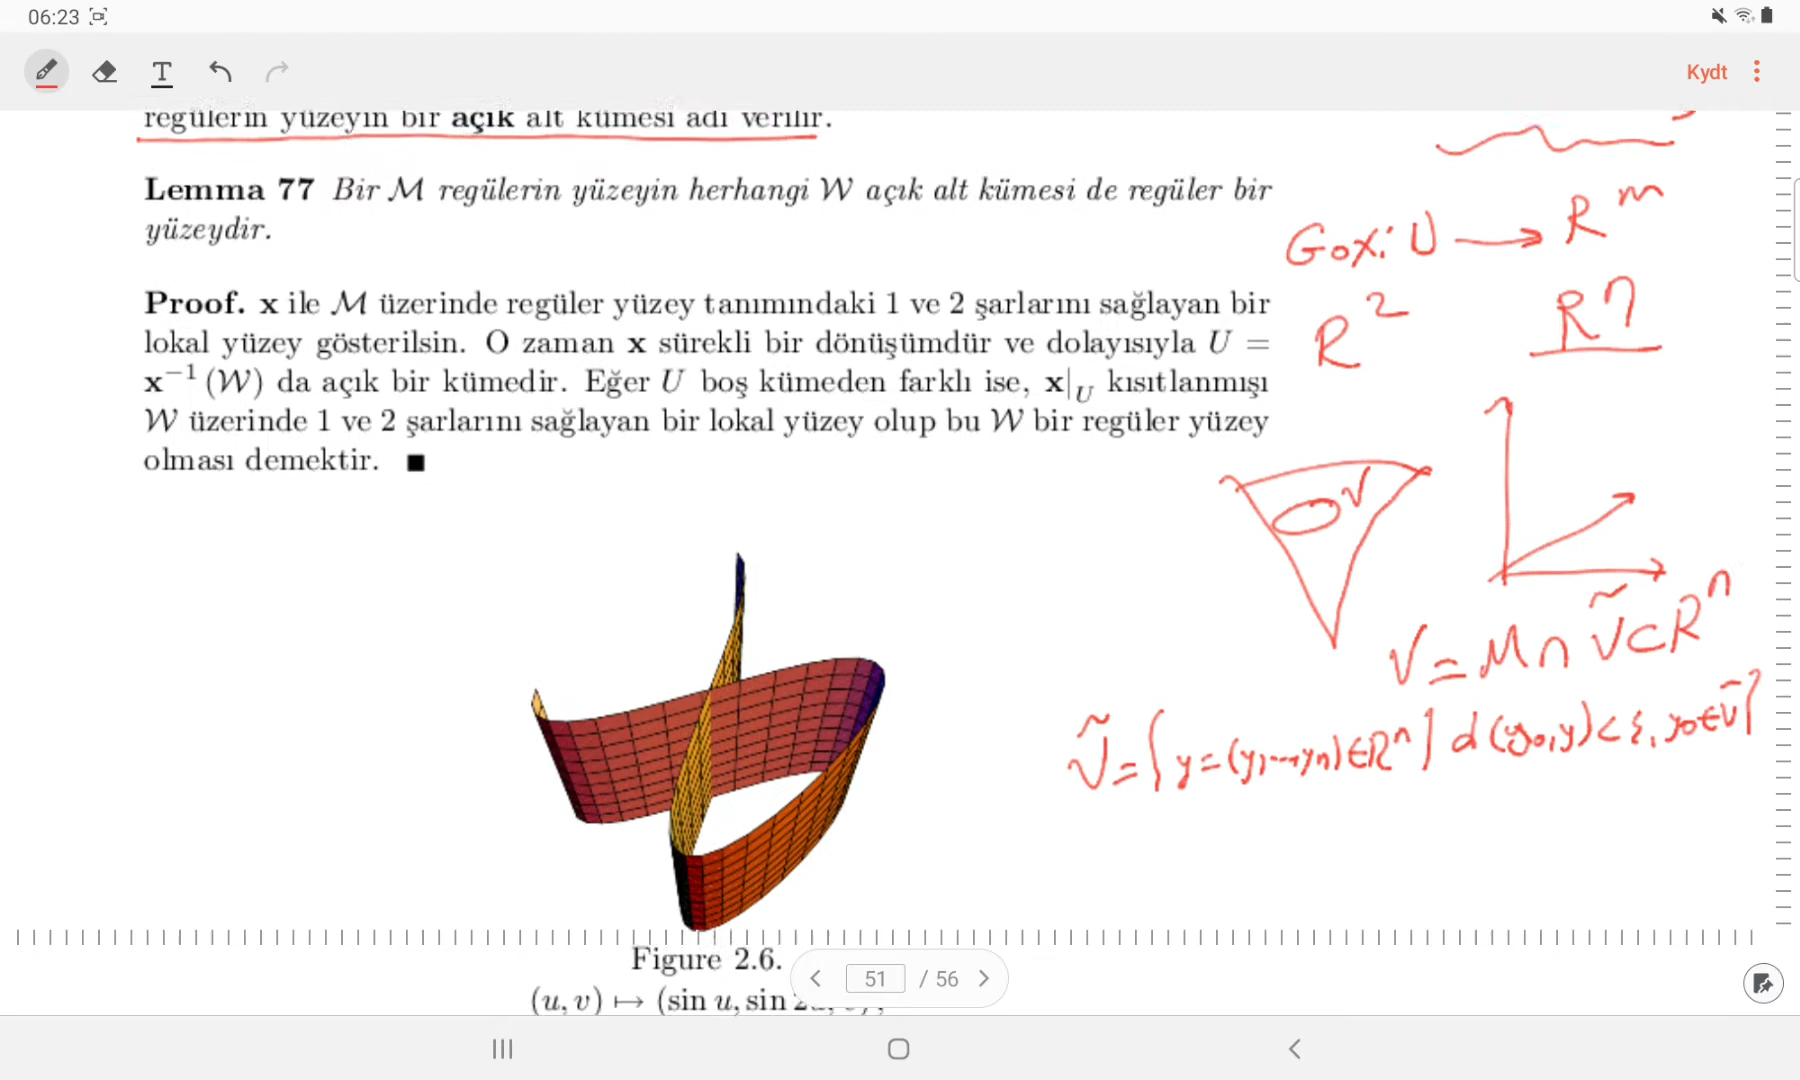 06:23
T
Kydt
regülerin yüzeyin bir açık alt kümesi adı verilir.
Lemma 77 Bir M regülerin yüzeyin herhangi W açık alt kümesi de regüler bir
yüzeydir.
Proof. x ile M üzerinde regüler yüzey tanımındaki 1 ve 2 şarlarını sağlayan bir
lokal yüzey gösterilsin. O zaman x sürekli bir dönüşümdür ve dolayısıyla U =
x⁻¹ (W) da açık bir kümedir. Eğer U boş kümeden farklı ise, x|_U kısıtlanmışı
W üzerinde 1 ve 2 şarlarını sağlayan bir lokal yüzey olup bu W bir regüler yüzey
olması demektir. ■
Gox: U → R^m
R² R^n
V
V = M ∩ Ṽ ⊂ R^n
Ṽ = { y = (y1...yn) ∈ R^n | d(y0,y) < ε, y0 ∈ Ṽ }
Figure 2.6.
(u, v) ↦ (sin u, sin
51 / 56